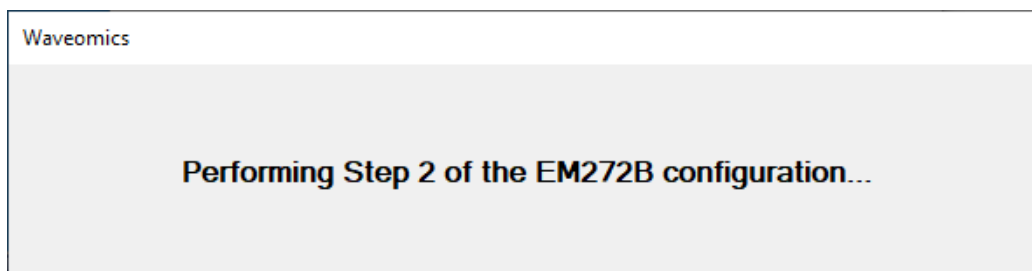 Waveomics
Performing Step 2 of the EM272B configuration...